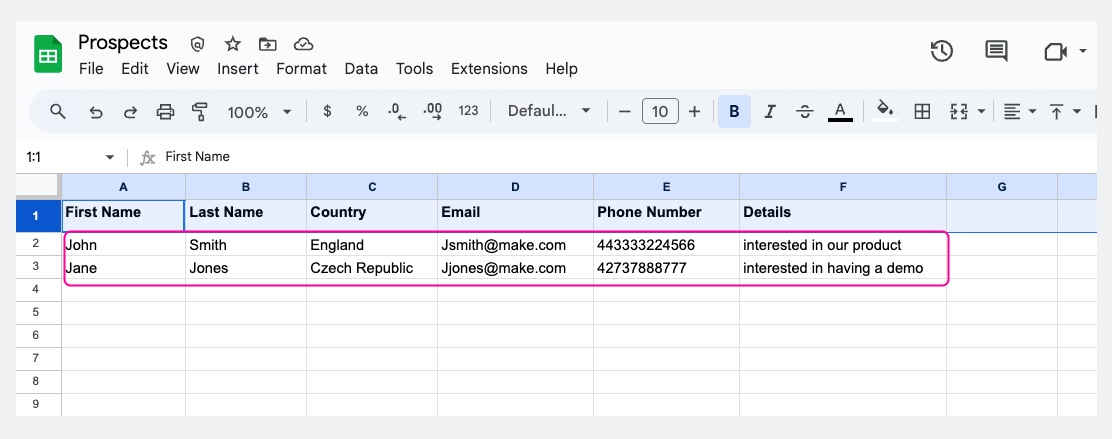 Prospects
File Edit View Insert Format Data Tools Extensions Help
100% $ % .0 .00 123 Defaul... 10 B I S A
1:1 fx First Name
A B C D E F G
1 First Name Last Name Country Email Phone Number Details
2 John Smith England Jsmith@make.com 443333224566 interested in our product
3 Jane Jones Czech Republic Jjones@make.com 42737888777 interested in having a demo
4
5
6
7
8
9